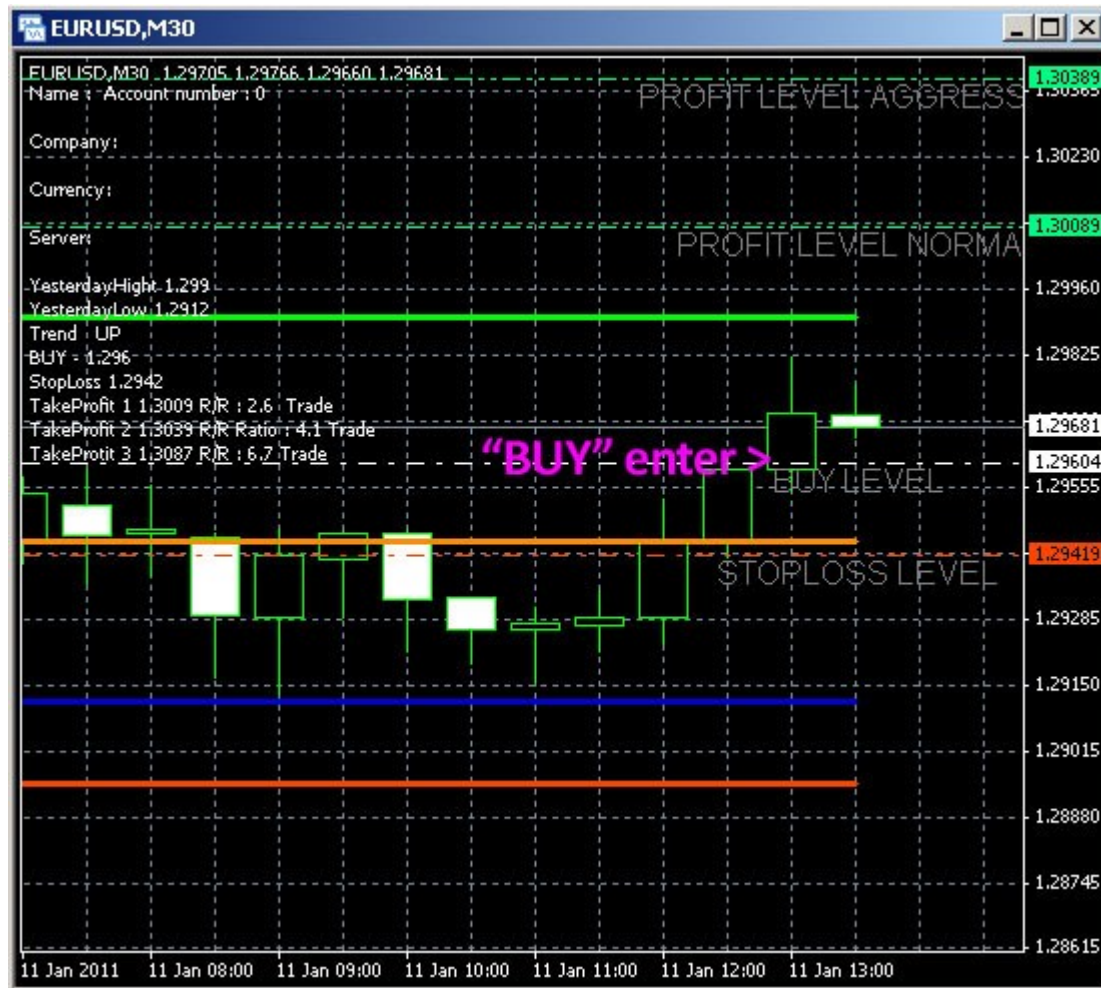 EURUSD,M30
EURUSD,M30 1.29705 1.29766 1.29660 1.29681
Name : Account number : 0
Company:
Currency:
Server:
YesterdayHight 1.299
YesterdayLow 1.2912
Trend UP
BUY - 1.296
StopLoss 1.2942
TakeProfit 1 1.3009 R/R : 2.6 Trade
TakeProfit 2 1.3039 R/R Ratio : 4.1 Trade
TakeProtit 3 1.3087 R/R : 6.7 Trade
PROFIT LEVEL AGGRESS
PROFIT LEVEL NORMA
“BUY” enter >
BUY LEVEL
STOPLOSS LEVEL
1.30389
1.30365
1.30230
1.30089
1.29960
1.29825
1.29681
1.29604
1.29555
1.29419
1.29285
1.29150
1.29015
1.28880
1.28745
1.28615
11 Jan 2011 11 Jan 08:00 11 Jan 09:00 11 Jan 10:00 11 Jan 11:00 11 Jan 12:00 11 Jan 13:00